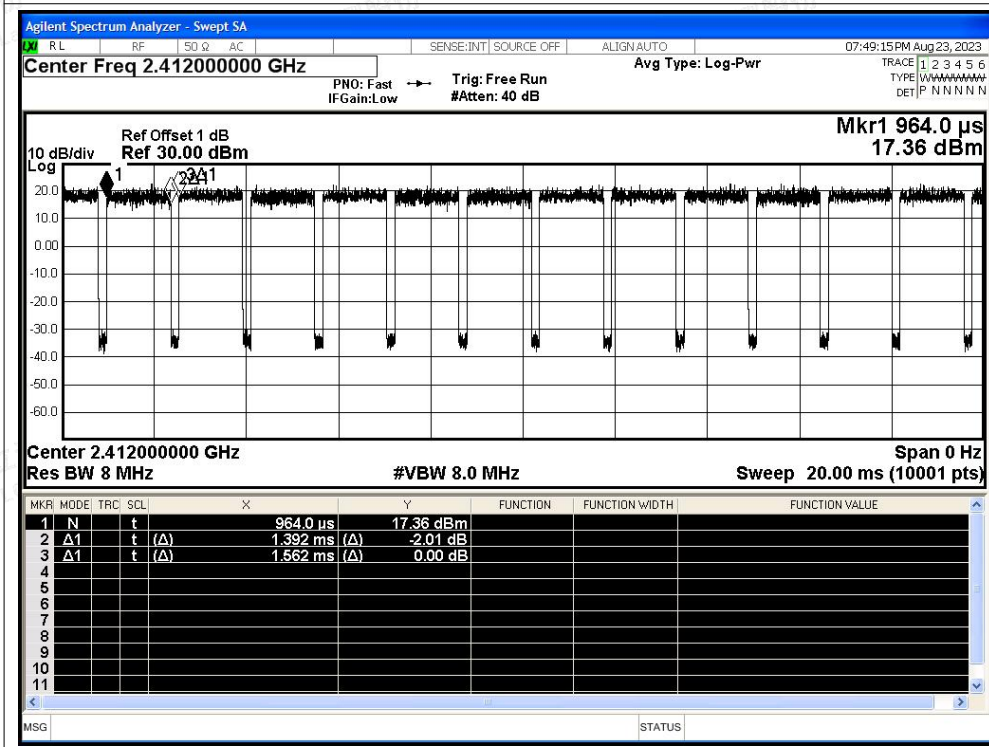 Agilent Spectrum Analyzer - Swept SA
LXI RL RF 50 Ω AC SENSE:INT SOURCE OFF ALIGN AUTO 07:49:15 PM Aug 23, 2023
Center Freq 2.412000000 GHz Avg Type: Log-Pwr TRACE 1 2 3 4 5 6
PNO: Fast Trig: Free Run TYPE W
IFGain:Low #Atten: 40 dB DET P N N N N N
Mkr1 964.0 µs
17.36 dBm
Ref Offset 1 dB
10 dB/div Ref 30.00 dBm
Log
1 3Δ1
20.0
10.0
0.00
-10.0
-20.0
-30.0
-40.0
-50.0
-60.0
Center 2.412000000 GHz Span 0 Hz
Res BW 8 MHz #VBW 8.0 MHz Sweep 20.00 ms (10001 pts)
MKR MODE TRC SCL X Y FUNCTION FUNCTION WIDTH FUNCTION VALUE
1 N t 964.0 µs 17.36 dBm
2 Δ1 t (Δ) 1.392 ms (Δ) -2.01 dB
3 Δ1 t (Δ) 1.562 ms (Δ) 0.00 dB
4
5
6
7
8
9
10
11
MSG STATUS